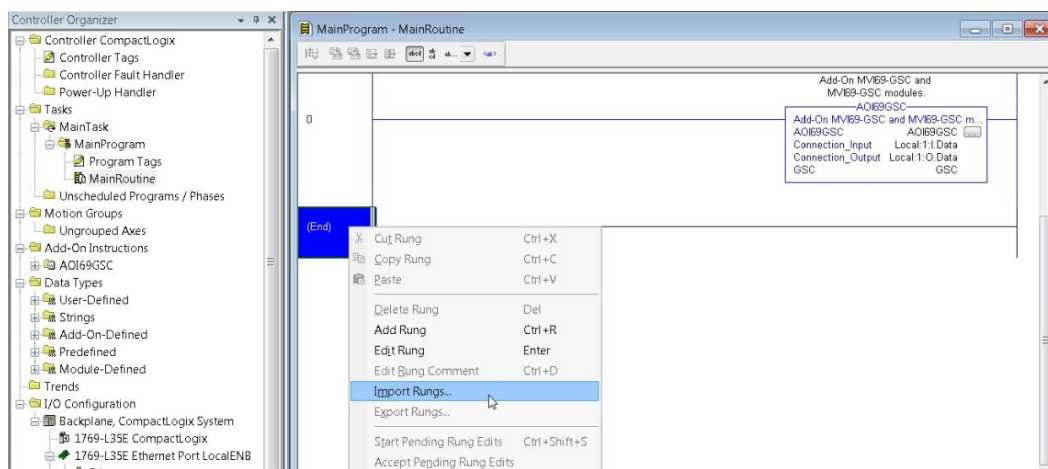 Controller Organizer
Controller CompactLogix
Controller Tags
Controller Fault Handler
Power-Up Handler
Tasks
MainTask
MainProgram
Program Tags
MainRoutine
Unscheduled Programs / Phases
Motion Groups
Ungrouped Axes
Add-On Instructions
AOI69GSC
Data Types
User-Defined
Strings
Add-On-Defined
Predefined
Module-Defined
Trends
I/O Configuration
Backplane, CompactLogix System
1769-L35E CompactLogix
1769-L35E Ethernet Port LocalENB
MainProgram - MainRoutine
Add-On MVI69-GSC and
MVI69-GSC modules.
AOI69GSC
0
Add-On MVI69-GSC and MVI69-GSC m...
AOI69GSC AOI69GSC ...
Connection_Input Local:1:I.Data
Connection_Output Local:1:O.Data
GSC GSC
(End)
Cut Rung Ctrl+X
Copy Rung Ctrl+C
Paste Ctrl+V
Delete Rung Del
Add Rung Ctrl+R
Edit Rung Enter
Edit Rung Comment Ctrl+D
Import Rungs...
Export Rungs...
Start Pending Rung Edits Ctrl+Shift+S
Accept Pending Rung Edits